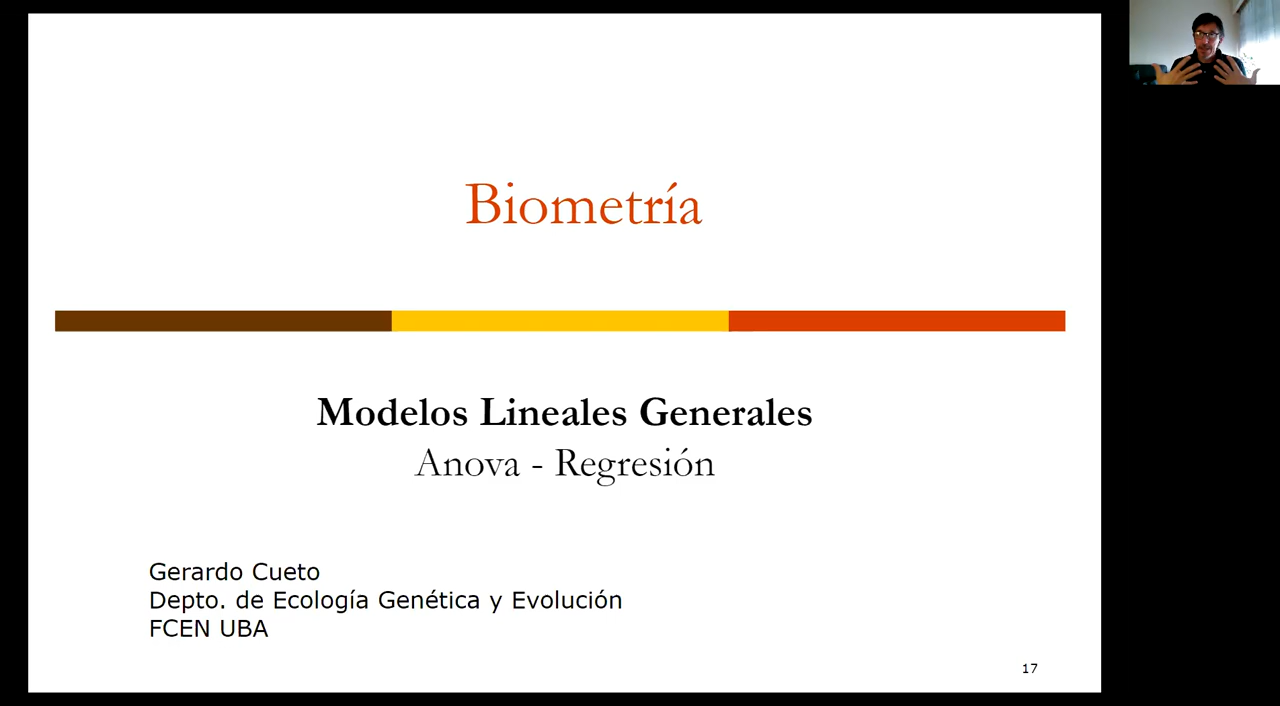 Biometría
Modelos Lineales Generales
Anova - Regresión
Gerardo Cueto
Depto. de Ecología Genética y Evolución
FCEN UBA
17